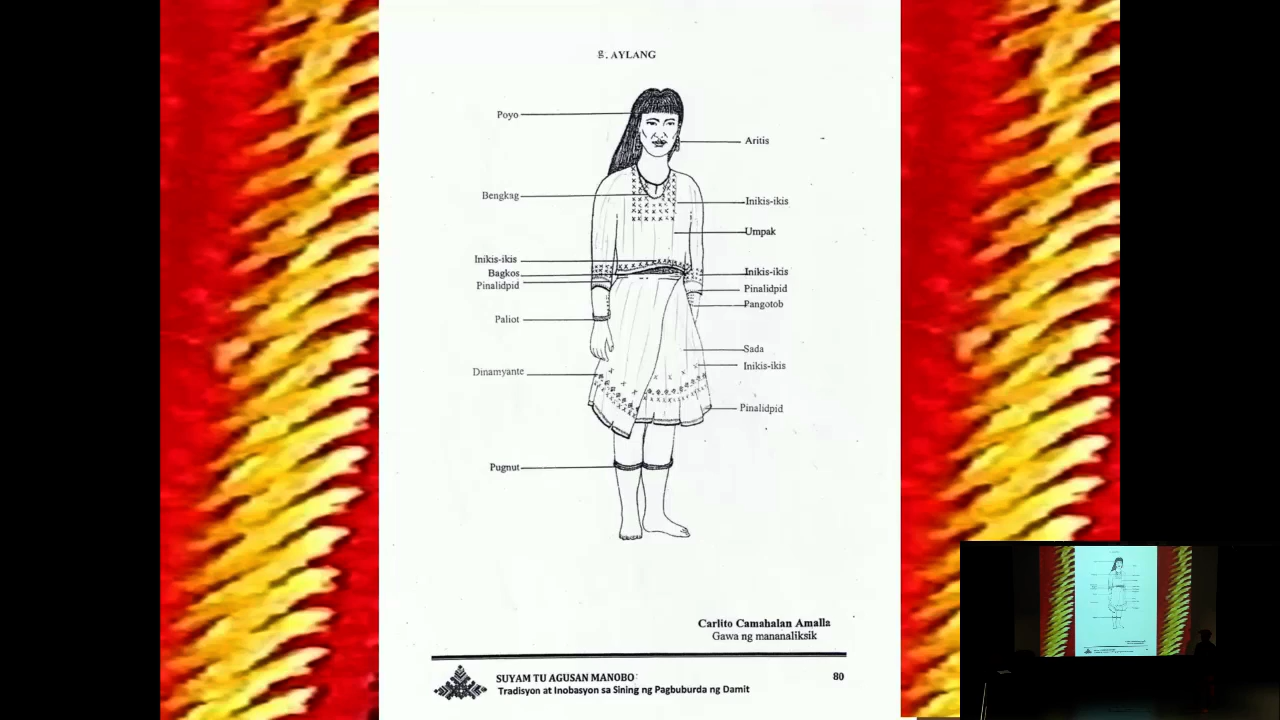 g. AYLANG
Poyo
Aritis
Bengkag
Inikis-ikis
Umpak
Inikis-ikis
Inikis-ikis
Bagkos
Pinalidpid
Pinalidpid
Pangotob
Paliot
Sada
Inikis-ikis
Dinamyante
Pinalidpid
Pugnut
Carlito Camahalan Amalla
Gawa ng mananaliksik
SUYAM TU AGUSAN MANOBO
80
Tradisyon at Inobasyon sa Sining ng Pagbuburda ng Damit